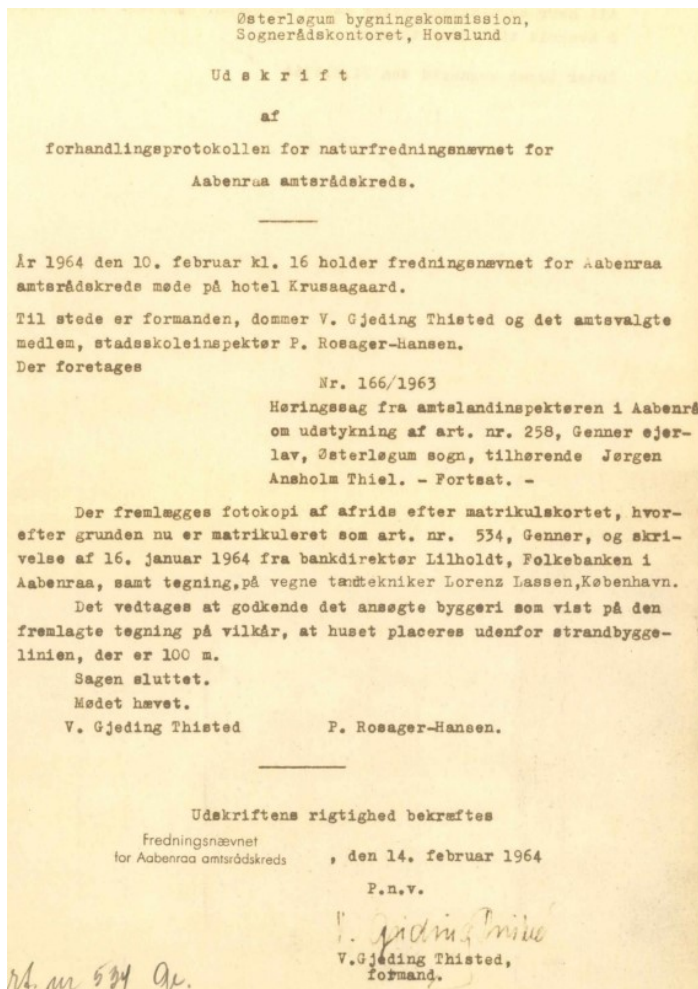 Østerløgum bygningskommission,
Sognerådskontoret, Hovslund
Udskrift
af
forhandlingsprotokollen for naturfredningsnævnet for
Aabenraa amtsrådskreds.
År 1964 den 10. februar kl. 16 holder fredningsnævnet for Aabenraa
amtsrådskreds møde på hotel Krusaagaard.
Til stede er formanden, dommer V. Gjeding Thisted og det amtsvalgte
medlem, stadsskoleinspektør P. Rosager-Hansen.
Der foretages
Nr. 166/1963
Høringssag fra amtslandinspektøren i Aabenra
om udstykning af art. nr. 258, Genner ejer-
lav, Østerløgum sogn, tilhørende Jørgen
Ansholm Thiel. - Fortsat. -
Der fremlægges fotokopi af afrids efter matrikulskortet, hvor-
efter grunden nu er matrikuleret som art. nr. 534, Genner, og skri-
velse af 16. januar 1964 fra bankdirektør Lilholdt, Folkebanken i
Aabenraa, samt tegning,på vegne tandtekniker Lorenz Lassen,København.
Det vedtages at godkende det ansøgte byggeri som vist på den
fremlagte tegning på vilkår, at huset placeres udenfor strandbygge-
linien, der er 100 m.
Sagen sluttet.
Mødet hævet.
V. Gjeding Thisted P. Rosager-Hansen.
Udskriftens rigtighed bekræftes
Fredningsnævnet
for Aabenraa amtsrådskreds , den 14. februar 1964
P.n.v.
V. Gjeding Thisted
V.Gjeding Thisted,
formand.
rt. nr 534 Ge.